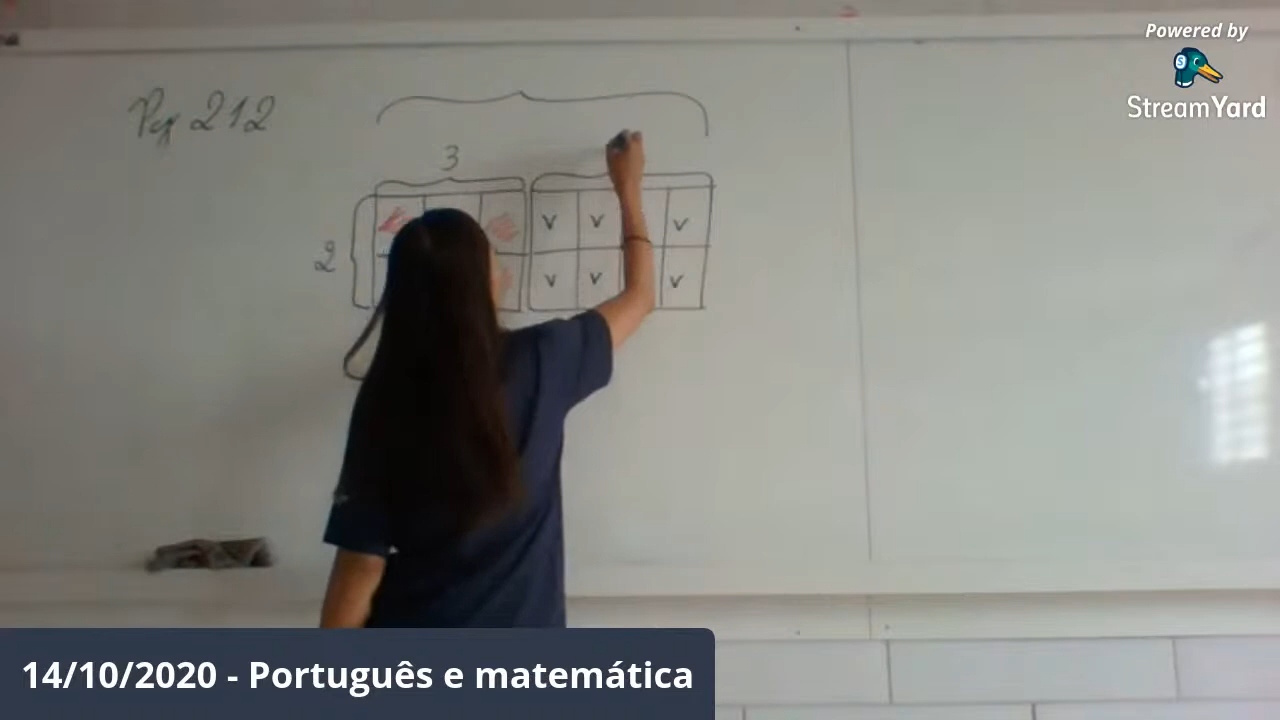 Powered by
StreamYard
Pg 212
3
2
v v v
v v v
14/10/2020 - Português e matemática